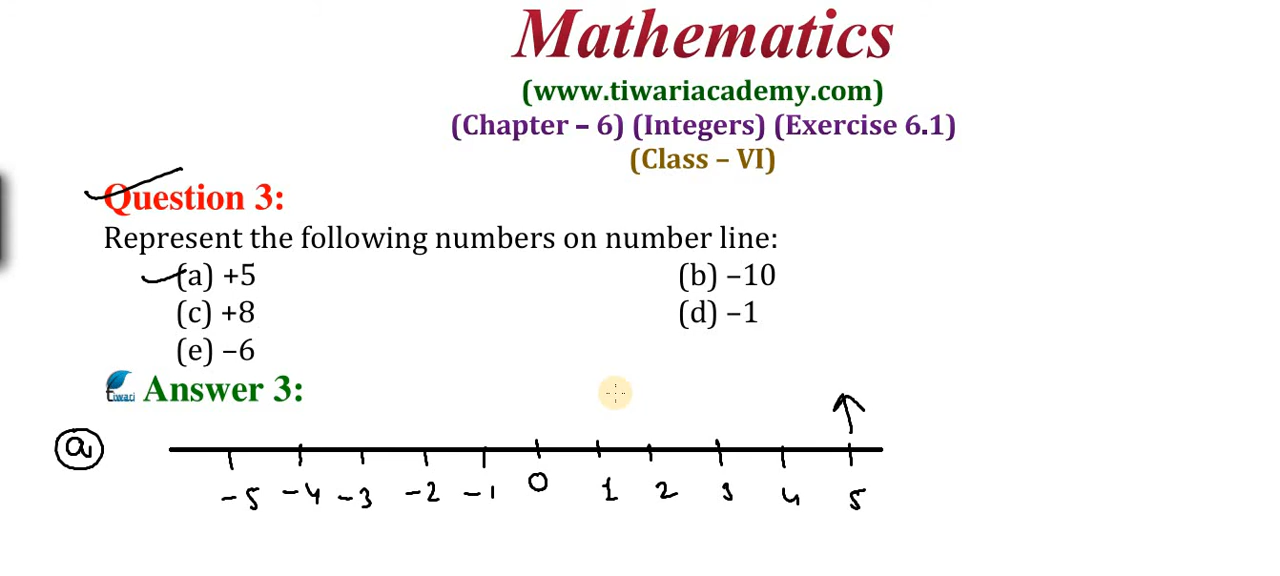 Mathematics
(www.tiwariacademy.com)
(Chapter – 6) (Integers) (Exercise 6.1)
(Class – VI)
Question 3:
Represent the following numbers on number line:
(a) +5 (b) –10
(c) +8 (d) –1
(e) –6
Tiwari Answer 3:
a
-5 -4 -3 -2 -1 0 1 2 3 4 5